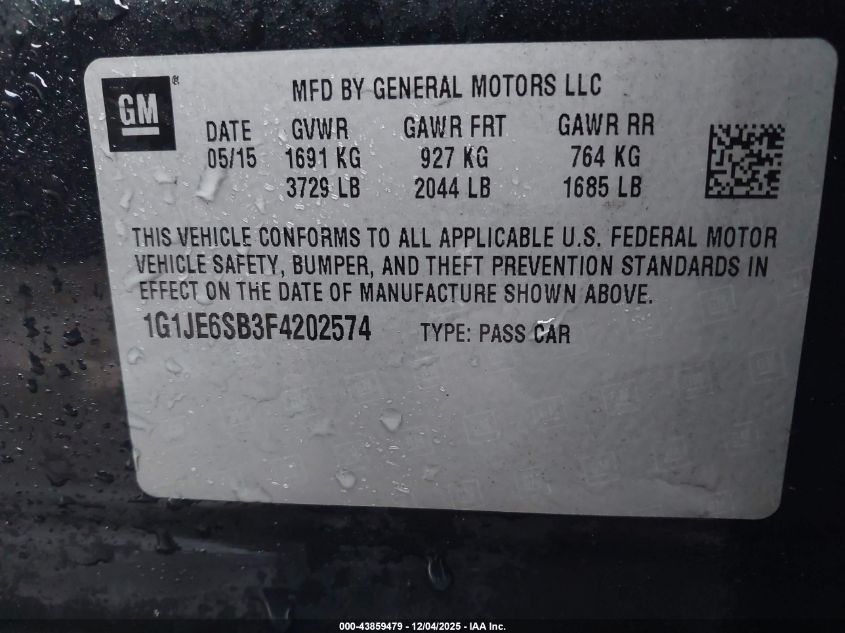 GM ®
MFD BY GENERAL MOTORS LLC
DATE GVWR GAWR FRT GAWR RR
05/15 1691 KG 927 KG 764 KG
3729 LB 2044 LB 1685 LB
THIS VEHICLE CONFORMS TO ALL APPLICABLE U.S. FEDERAL MOTOR
VEHICLE SAFETY, BUMPER, AND THEFT PREVENTION STANDARDS IN
EFFECT ON THE DATE OF MANUFACTURE SHOWN ABOVE.
1G1JE6SB3F4202574 TYPE: PASS CAR
000-43859479 - 12/04/2025 - IAA Inc.